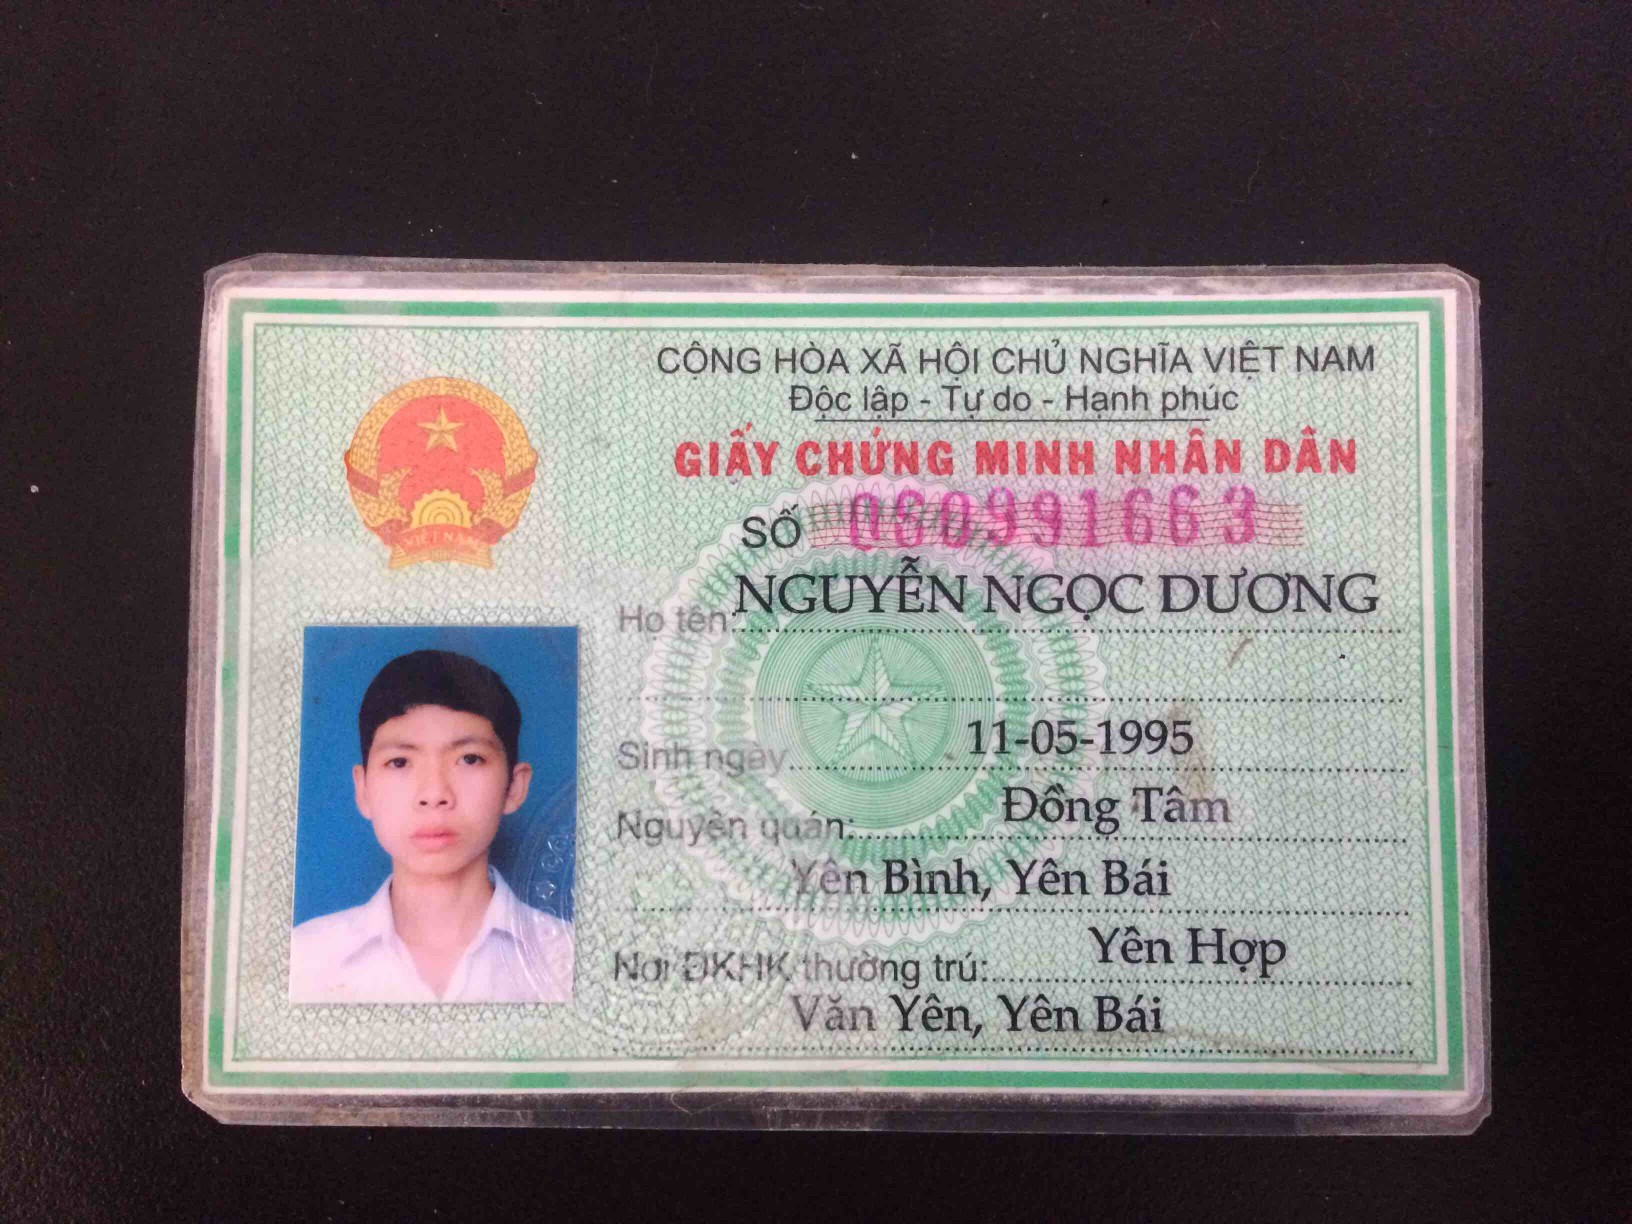 CỘNG HÒA XÃ HỘI CHỦ NGHĨA VIỆT NAM
Độc lập - Tự do - Hạnh phúc
GIẤY CHỨNG MINH NHÂN DÂN
SỐ
VIỆT NAM
Họ tên NGUYỄN NGỌC DƯƠNG
Sinh ngày 11-05-1995
Nguyên quán: Đồng Tâm
Yên Bình, Yên Bái
Nơi ĐKHK thường trú: Yên Hợp
Văn Yên, Yên Bái